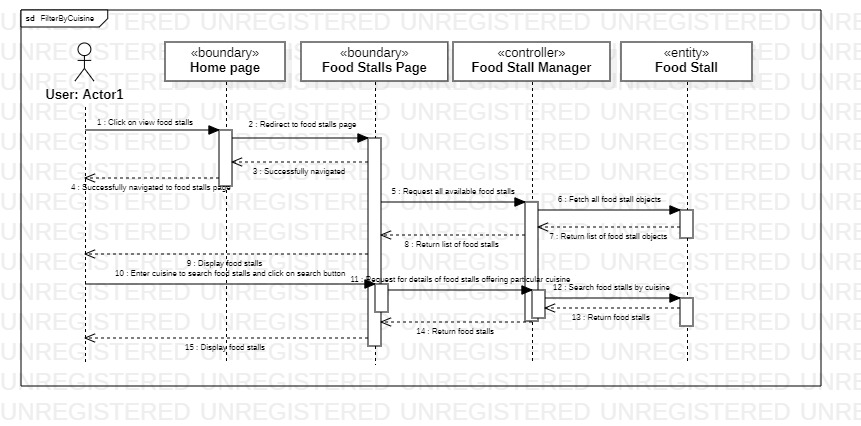 sd FilterByCuisine
«boundary»
Home page
«boundary»
Food Stalls Page
«controller»
Food Stall Manager
«entity»
Food Stall
User: Actor1
1 : Click on view food stalls
2 : Redirect to food stalls page
3 : Successfully navigated
4 : Successfully navigated to food stalls page
5 : Request all available food stalls
6 : Fetch all food stall objects
7 : Return list of food stall objects
8 : Return list of food stalls
9 : Display food stalls
10 : Enter cuisine to search food stalls and click on search button
11 : Request for details of food stalls offering particular cuisine
12 : Search food stalls by cuisine
13 : Return food stalls
14 : Return food stalls
15 : Display food stalls
UNREGISTERED UNREGISTERED UNREGISTERED UNREGISTERED UNREGISTERED